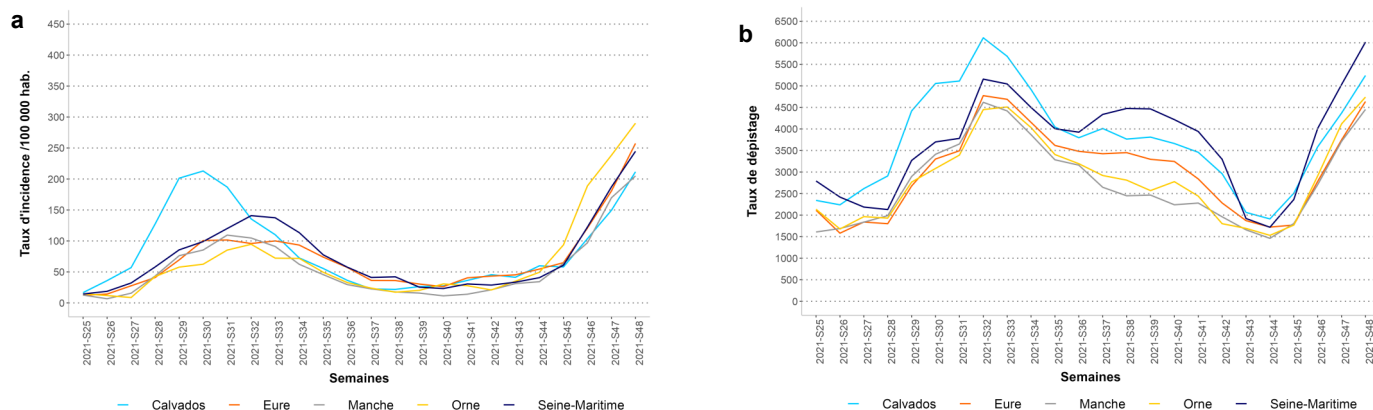 a
Taux d'incidence /100 000 hab.
450
400
350
300
250
200
150
100
50
0
2021-S25
2021-S26
2021-S27
2021-S28
2021-S29
2021-S30
2021-S31
2021-S32
2021-S33
2021-S34
2021-S35
2021-S36
2021-S37
2021-S38
2021-S39
2021-S40
2021-S41
2021-S42
2021-S43
2021-S44
2021-S45
2021-S46
2021-S47
2021-S48
Semaines
Calvados Eure Manche Orne Seine-Maritime
b
Taux de dépistage
6500
6000
5500
5000
4500
4000
3500
3000
2500
2000
1500
1000
500
0
2021-S25
2021-S26
2021-S27
2021-S28
2021-S29
2021-S30
2021-S31
2021-S32
2021-S33
2021-S34
2021-S35
2021-S36
2021-S37
2021-S38
2021-S39
2021-S40
2021-S41
2021-S42
2021-S43
2021-S44
2021-S45
2021-S46
2021-S47
2021-S48
Semaines
Calvados Eure Manche Orne Seine-Maritime